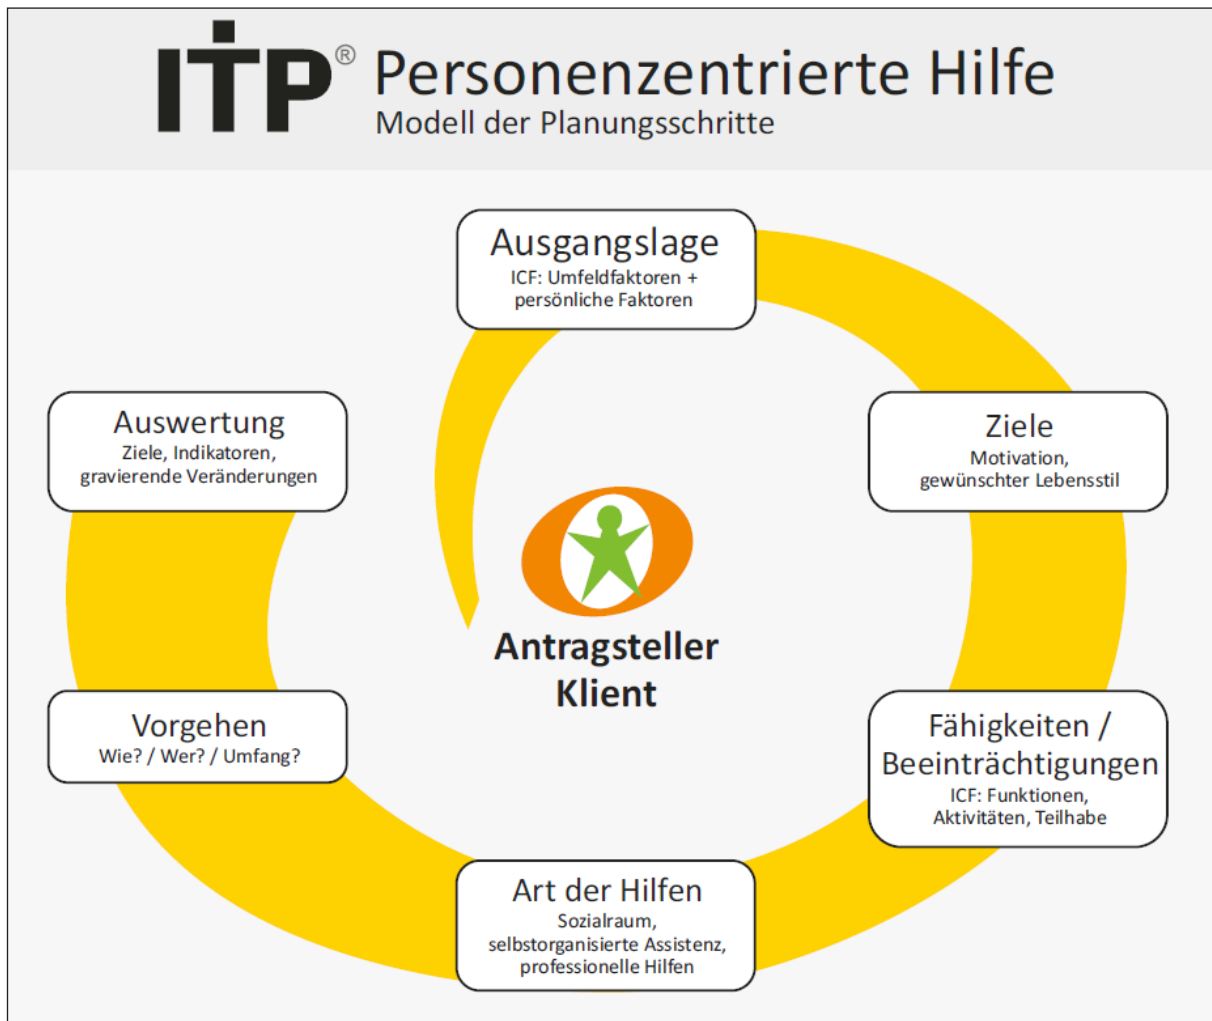 ITP® Personenzentrierte Hilfe
Modell der Planungsschritte
Ausgangslage
ICF: Umfeldfaktoren +
persönliche Faktoren
Ziele
Motivation,
gewünschter Lebensstil
Fähigkeiten /
Beeinträchtigungen
ICF: Funktionen,
Aktivitäten, Teilhabe
Art der Hilfen
Sozialraum,
selbstorganisierte Assistenz,
professionelle Hilfen
Vorgehen
Wie? / Wer? / Umfang?
Auswertung
Ziele, Indikatoren,
gravierende Veränderungen
Antragsteller
Klient